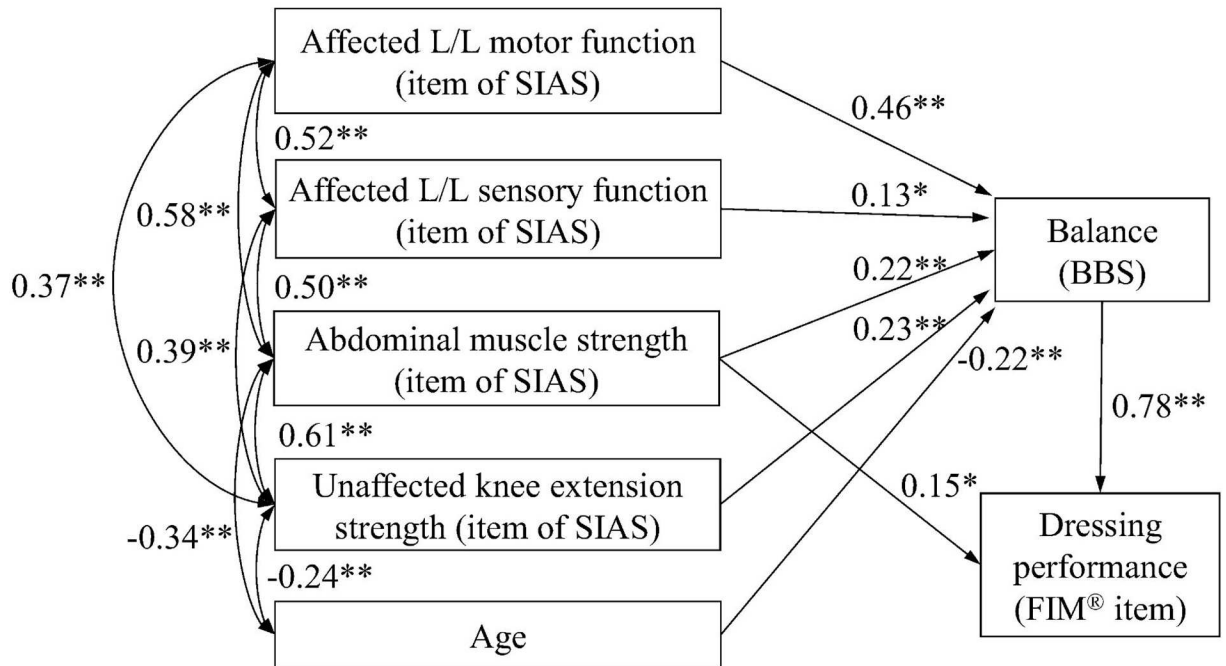 Affected L/L motor function
(item of SIAS)
0.46**
0.52**
Affected L/L sensory function
(item of SIAS)
0.13*
0.58**
Balance
(BBS)
0.37**
0.50**
0.22**
0.39**
Abdominal muscle strength
(item of SIAS)
0.23**
-0.22**
0.78**
0.61**
Unaffected knee extension
strength (item of SIAS)
0.15*
-0.34**
-0.24**
Dressing
performance
(FIM® item)
Age